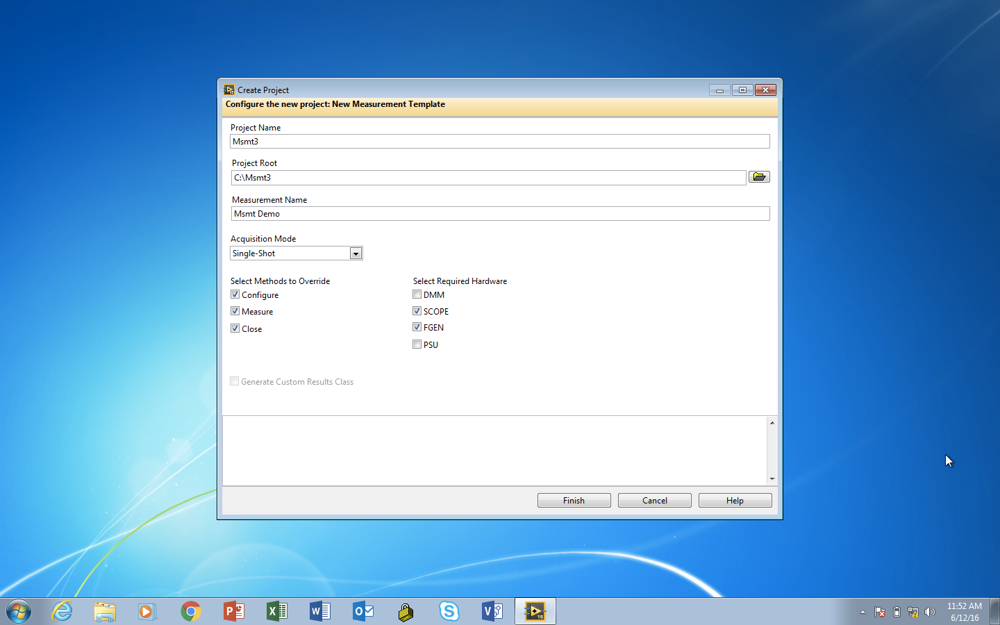 Create Project
Configure the new project: New Measurement Template
Project Name
Msmt3
Project Root
C:\Msmt3
Measurement Name
Msmt Demo
Acquisition Mode
Single-Shot
Select Methods to Override
Configure
Measure
Close
Select Required Hardware
DMM
SCOPE
FGEN
PSU
Generate Custom Results Class
Finish Cancel Help
11:52 AM
6/12/16